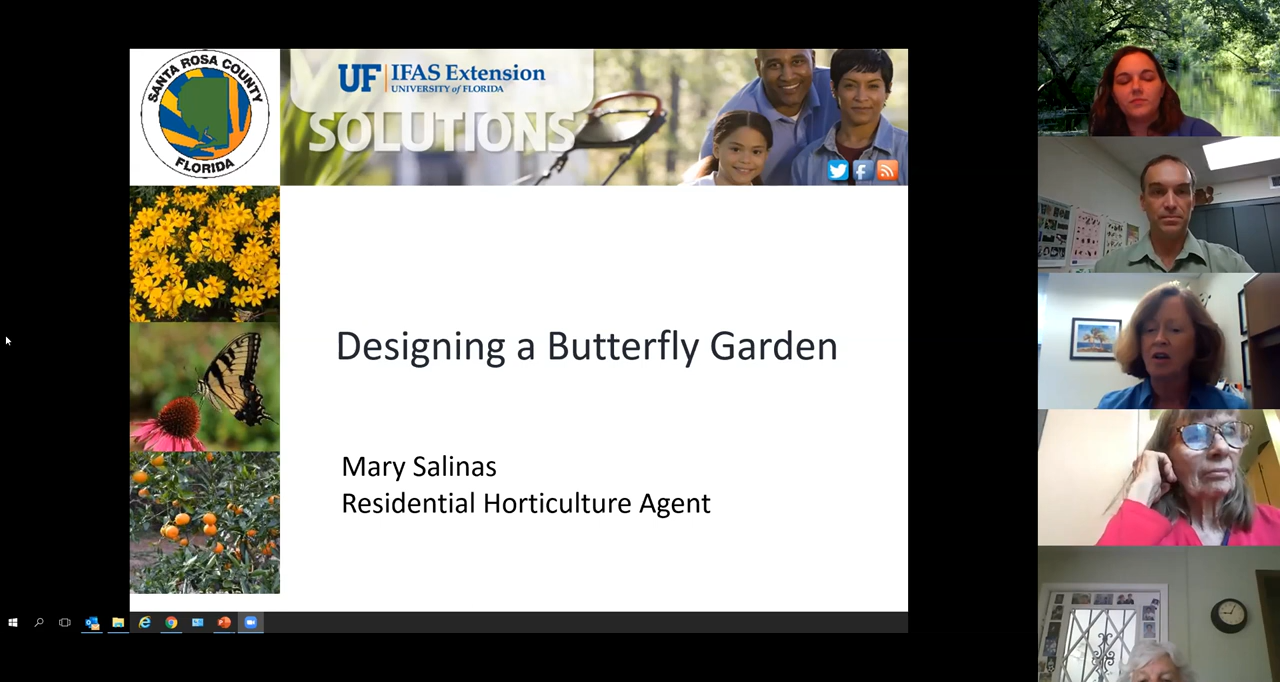 SANTA ROSA COUNTY
FLORIDA
UF IFAS Extension
UNIVERSITY of FLORIDA
SOLUTIONS
Designing a Butterfly Garden
Mary Salinas
Residential Horticulture Agent